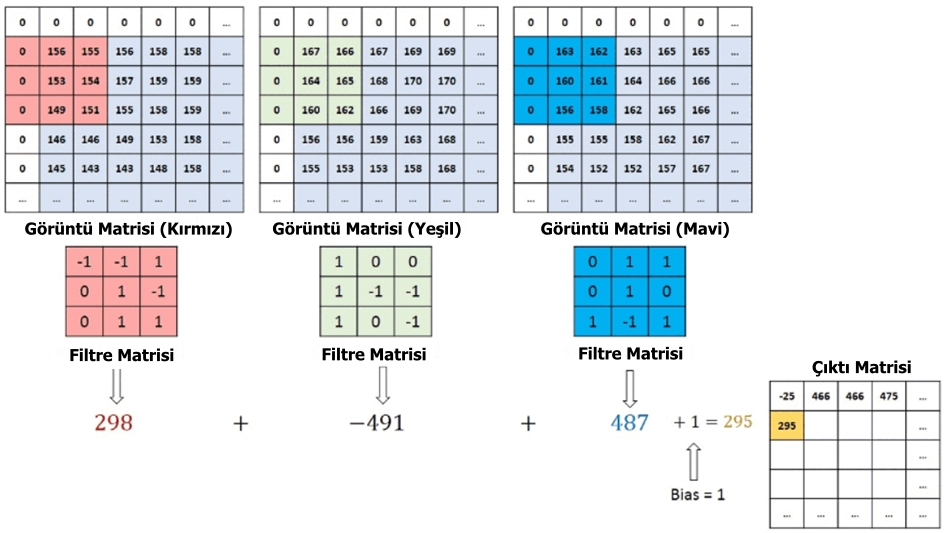 0 0 0 0 0 0 ...
0 156 155 156 158 158 ...
0 153 154 157 159 159 ...
0 149 151 155 158 159 ...
0 146 146 149 153 158 ...
0 145 143 143 148 158 ...
... ... ... ... ... ... ...
Görüntü Matrisi (Kırmızı)
0 0 0 0 0 0 ...
0 167 166 167 169 169 ...
0 164 165 168 170 170 ...
0 160 162 166 169 170 ...
0 156 156 159 163 168 ...
0 155 153 153 158 168 ...
... ... ... ... ... ... ...
Görüntü Matrisi (Yeşil)
0 0 0 0 0 0 ...
0 163 162 163 165 165 ...
0 160 161 164 166 166 ...
0 156 158 162 165 166 ...
0 155 155 158 162 167 ...
0 154 152 152 157 167 ...
... ... ... ... ... ... ...
Görüntü Matrisi (Mavi)
-1 -1 1
0 1 -1
0 1 1
Filtre Matrisi
1 0 0
1 -1 -1
1 0 -1
Filtre Matrisi
0 1 1
0 1 0
1 -1 1
Filtre Matrisi
298 + −491 + 487 + 1 = 295
Bias = 1
Çıktı Matrisi
-25 466 466 475 ...
295 ...
...
...
... ... ... ... ...